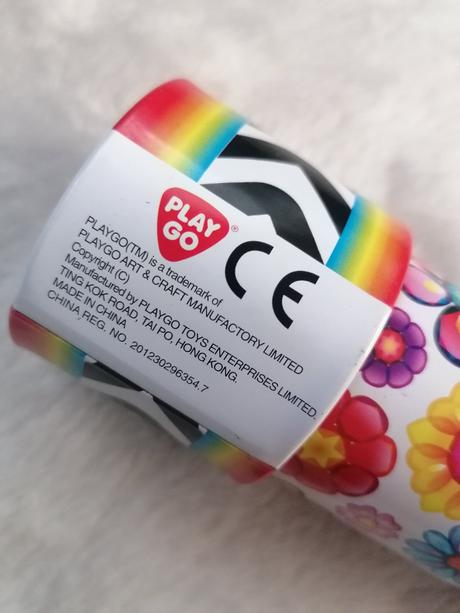 PLAY
GO
®
CE
PLAYGO(TM) is a trademark of
PLAYGO ART & CRAFT MANUFACTORY LIMITED
Copyright (C)
Manufactured by PLAYGO TOYS ENTERPRISES LIMITED.
TING KOK ROAD, TAI PO, HONG KONG.
MADE IN CHINA
CHINA REG. NO. 201230296354.7